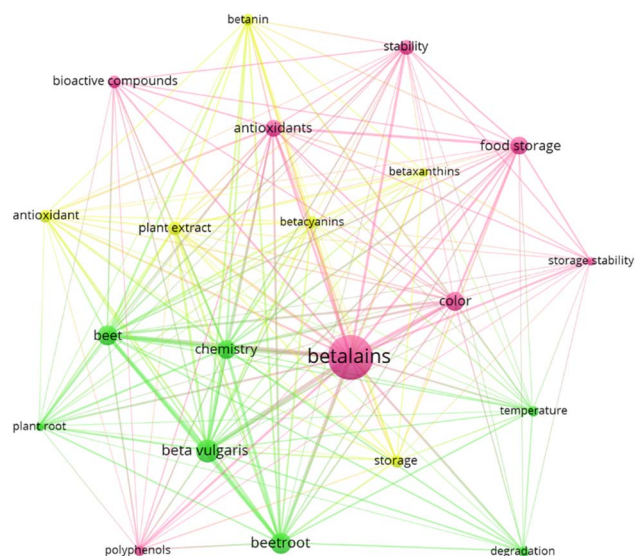 betanin
stability
bioactive compounds
antioxidants
food storage
betaxanthins
antioxidant
plant extract
betacyanins
storage stability
color
beet
chemistry
betalains
temperature
plant root
beta vulgaris
storage
beetroot
polyphenols
degradation